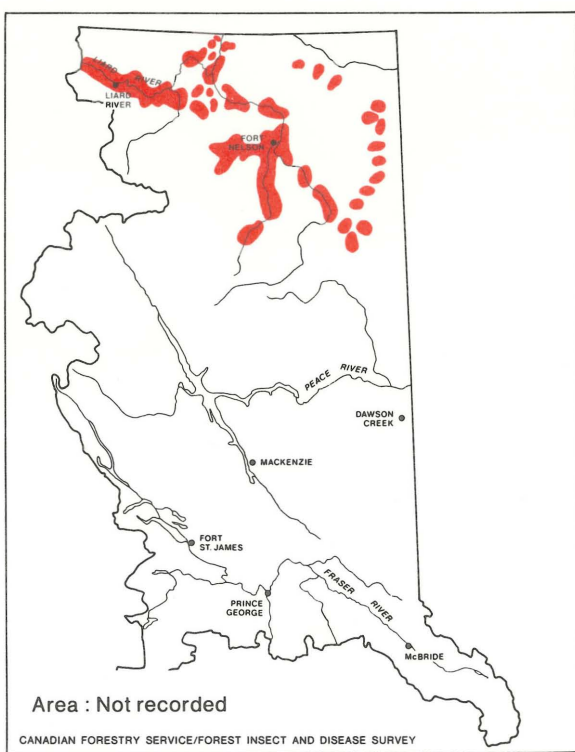 LIARD RIVER
LIARD
RIVER
FORT
NELSON
PEACE RIVER
DAWSON
CREEK
MACKENZIE
FORT
ST. JAMES
PRINCE
GEORGE
FRASER RIVER
McBRIDE
Area : Not recorded
CANADIAN FORESTRY SERVICE/FOREST INSECT AND DISEASE SURVEY